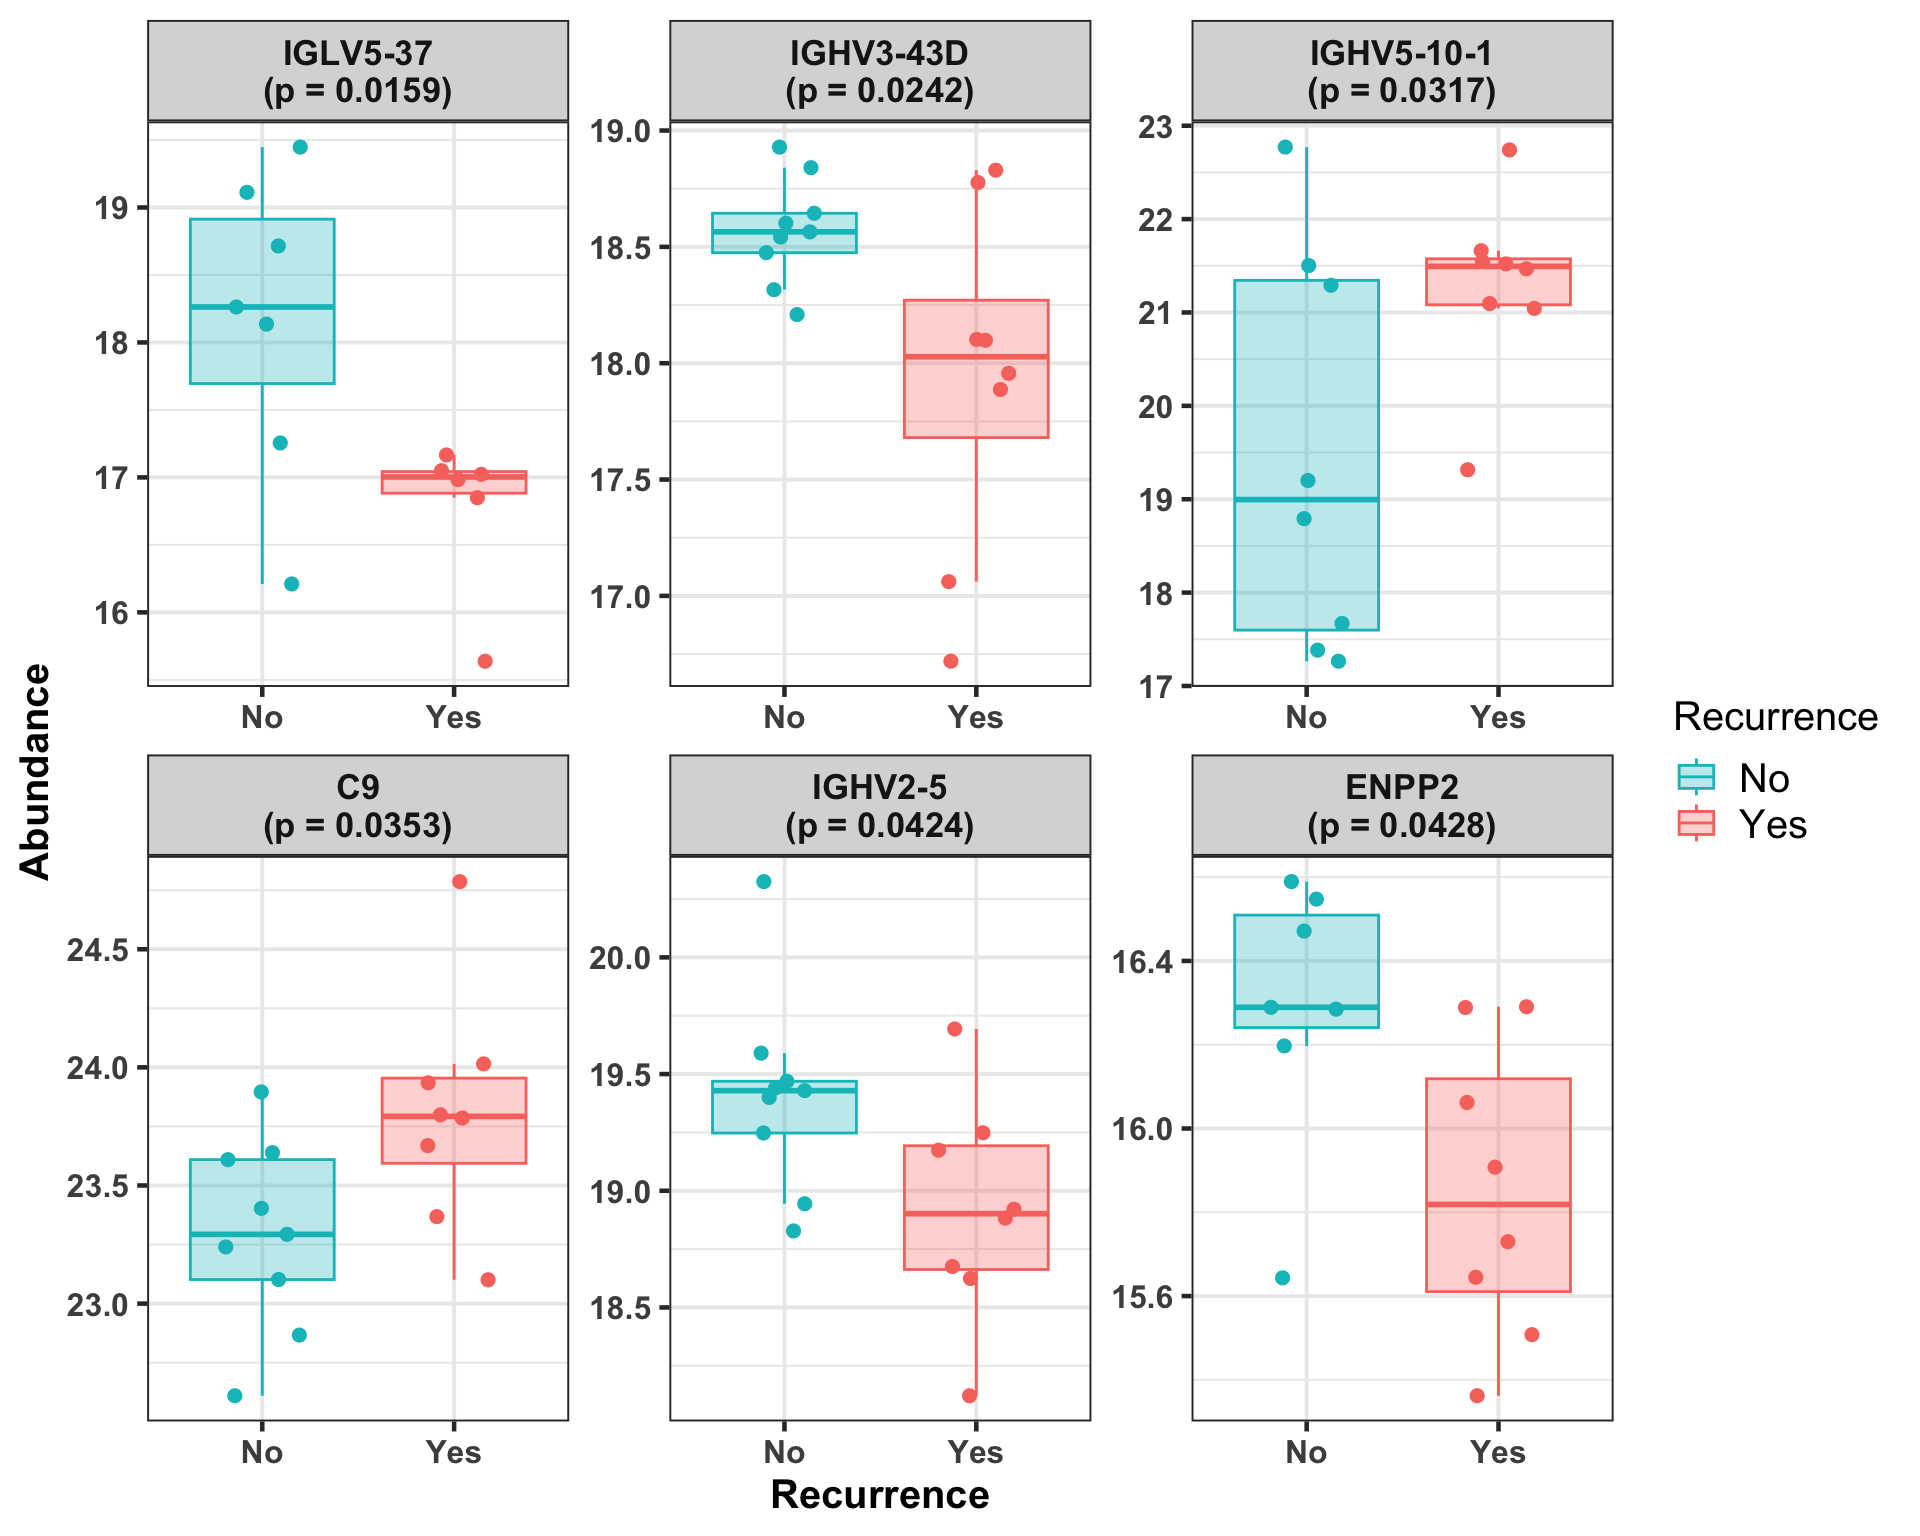 IGLV5-37
(p = 0.0159)
IGHV3-43D
(p = 0.0242)
IGHV5-10-1
(p = 0.0317)
19
18
17
16
19.0
18.5
18.0
17.5
17.0
23
22
21
20
19
18
17
No
Yes
No
Yes
No
Yes
C9
(p = 0.0353)
IGHV2-5
(p = 0.0424)
ENPP2
(p = 0.0428)
24.5
24.0
23.5
23.0
20.0
19.5
19.0
18.5
16.4
16.0
15.6
No
Yes
No
Yes
No
Yes
Abundance
Recurrence
Recurrence
No
Yes